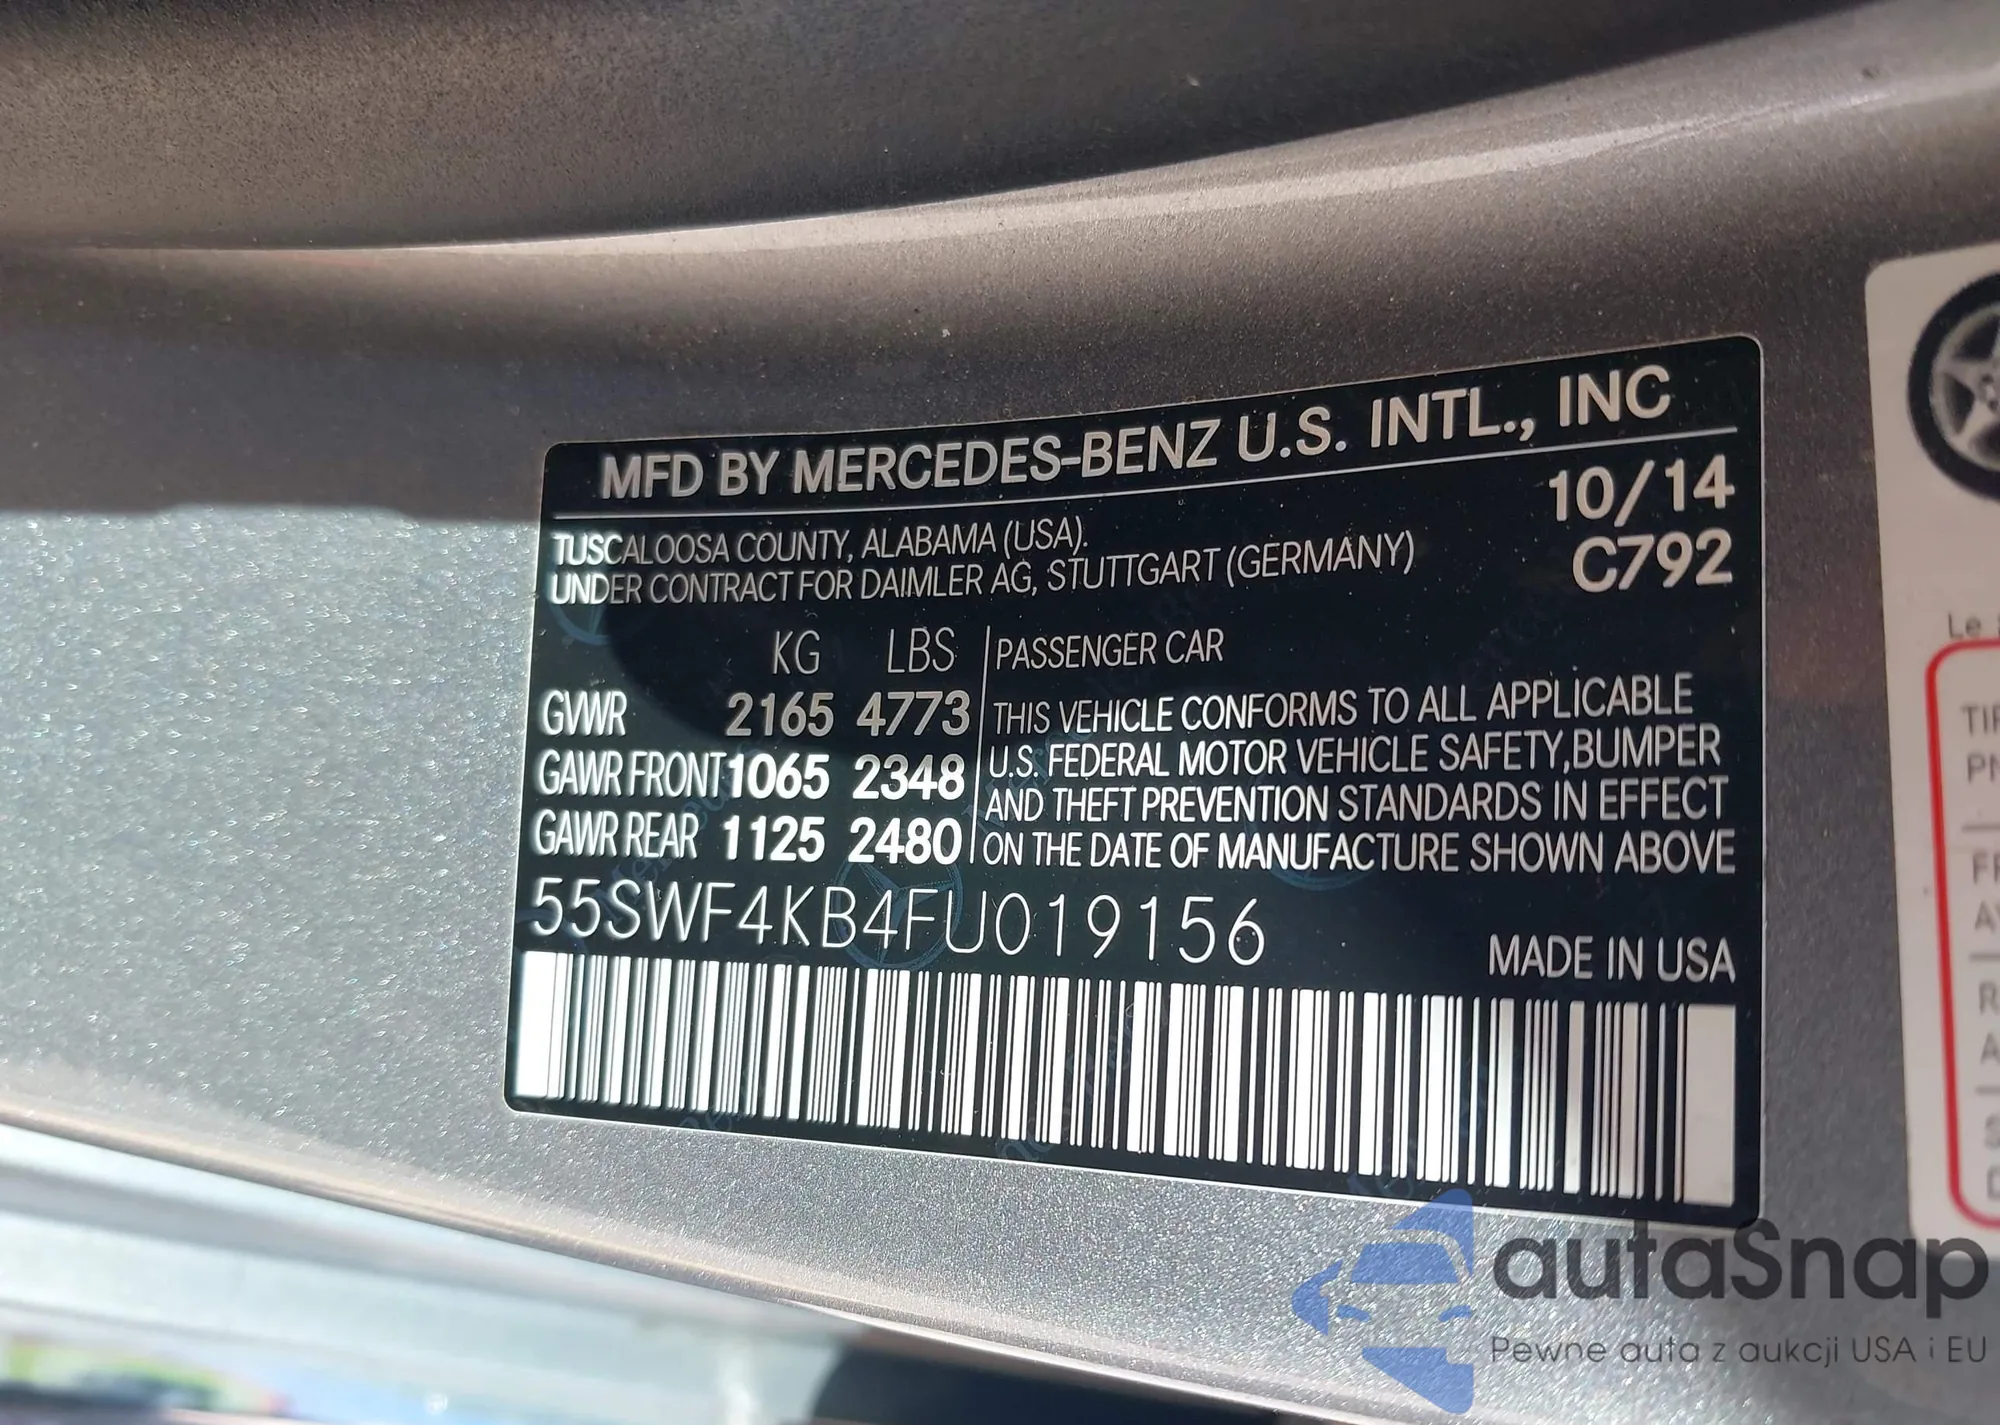 MFD BY MERCEDES-BENZ U.S. INTL., INC
10/14
TUSCALOOSA COUNTY, ALABAMA (USA).
UNDER CONTRACT FOR DAIMLER AG, STUTTGART (GERMANY)
C792
KG LBS PASSENGER CAR
GVWR 2165 4773 THIS VEHICLE CONFORMS TO ALL APPLICABLE
GAWR FRONT 1065 2348 U.S. FEDERAL MOTOR VEHICLE SAFETY,BUMPER
AND THEFT PREVENTION STANDARDS IN EFFECT
GAWR REAR 1125 2480 ON THE DATE OF MANUFACTURE SHOWN ABOVE
55SWF4KB4FU019156
MADE IN USA
Le
autaSnap
Pewne auta z aukcji USA i EU